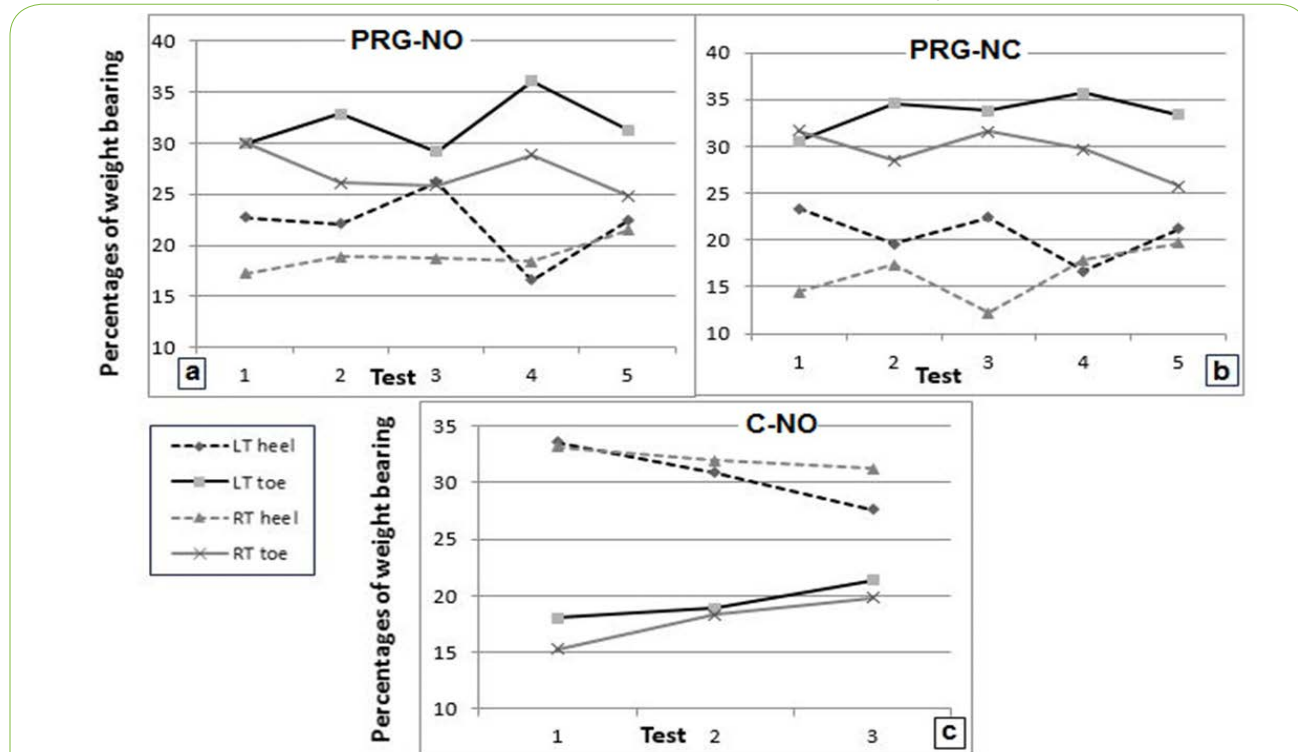 PRG-NO
Percentages of weight bearing
40
35
30
25
20
15
10
1 2 3 4 5
Test
a
PRG-NC
40
35
30
25
20
15
10
1 2 3 4 5
Test
b
LT heel
LT toe
RT heel
RT toe
C-NO
Percentages of weight bearing
35
30
25
20
15
10
1 2 3
Test
c